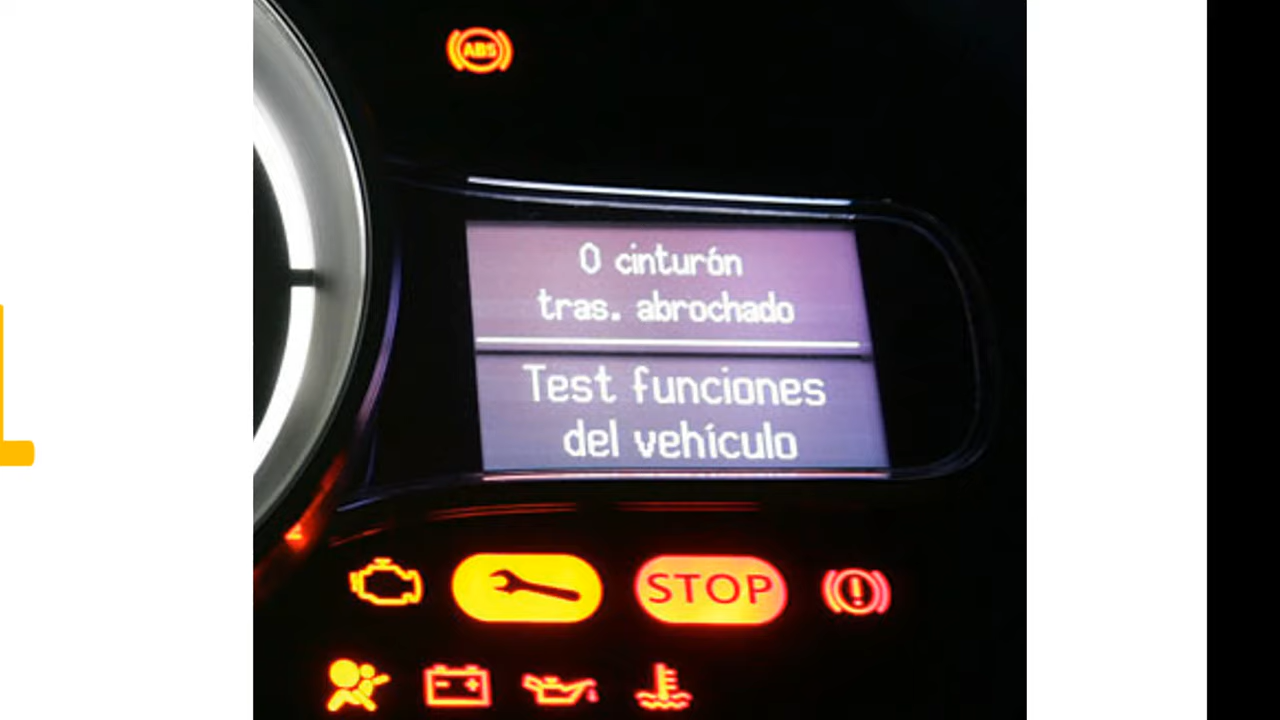 ABS
0 cinturón
tras. abrochado
Test funciones
del vehículo
STOP